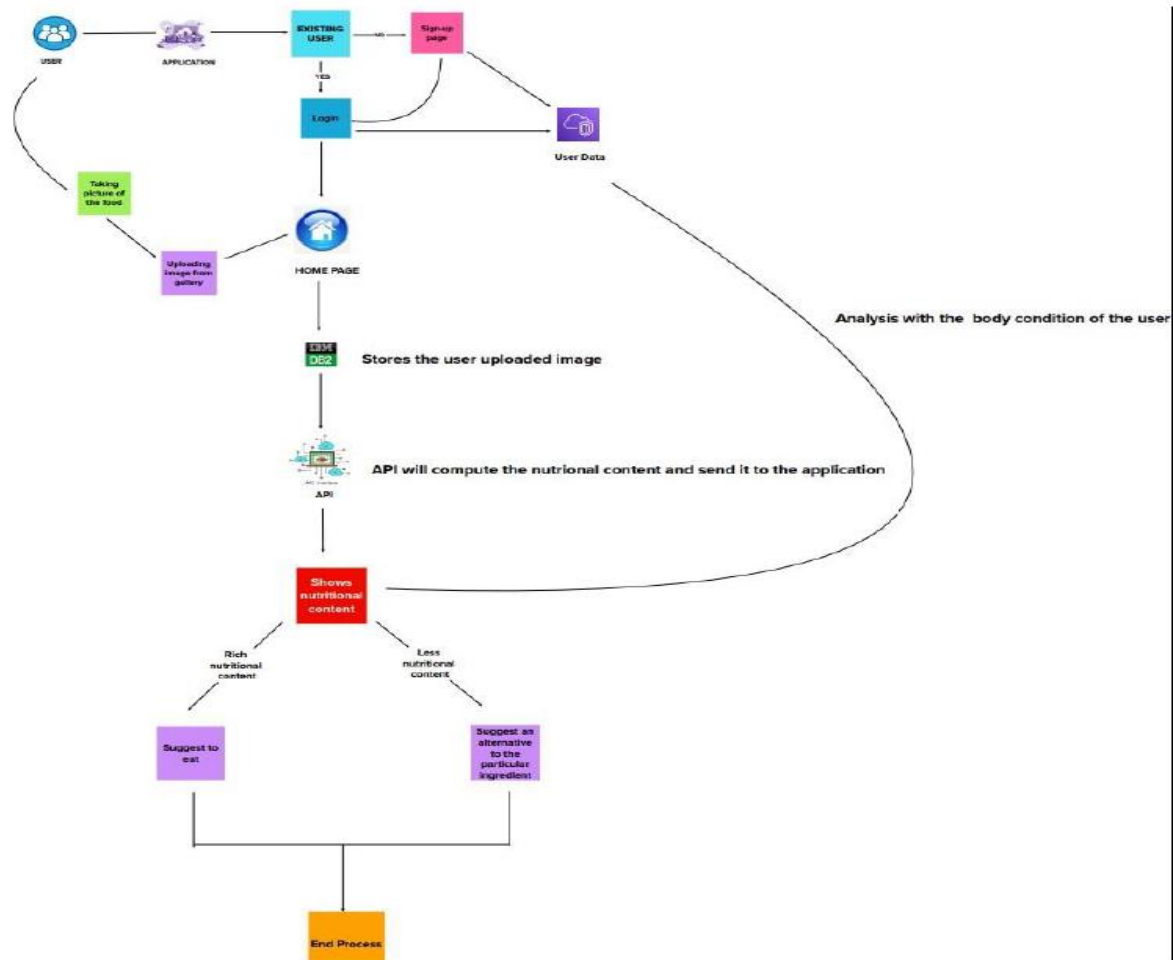 EXISTING
USER
NO
Sign-up
page
USER
APPLICATION
YES
Login
User Data
Taking
picture of
the food
Uploading
image from
gallery
HOME PAGE
Analysis with the body condition of the user
IBM
DB2
Stores the user uploaded image
API will compute the nutrional content and send it to the application
API
Shows
nutritional
content
Rich
nutritional
content
Less
nutritional
content
Suggest to
eat
Suggest an
alternative
to the
particular
ingredient
End Process